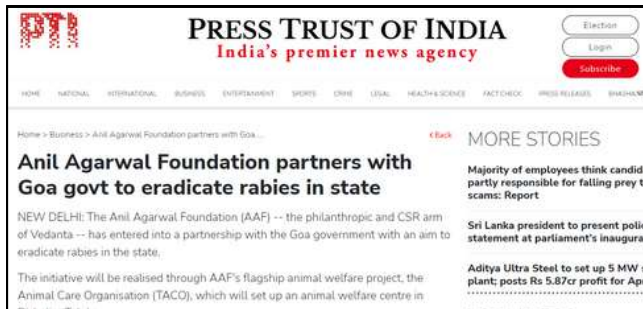 PTI
PRESS TRUST OF INDIA
India's premier news agency
Election
Login
Subscribe
HOME NATIONAL INTERNATIONAL BUSINESS ENTERTAINMENT SPORTS CRIME LEGAL HEALTH & SCIENCE FACT CHECK PRESS RELEASES BHASHA
Home > Business > Anil Agarwal Foundation partners with Goa ...
< Back
Anil Agarwal Foundation partners with
Goa govt to eradicate rabies in state
NEW DELHI: The Anil Agarwal Foundation (AAF) -- the philanthropic and CSR arm
of Vedanta -- has entered into a partnership with the Goa government with an aim to
eradicate rabies in the state.
The initiative will be realised through AAF's flagship animal welfare project, the
Animal Care Organisation (TACO), which will set up an animal welfare centre in
MORE STORIES
Majority of employees think candid
partly responsible for falling prey t
scams: Report
Sri Lanka president to present polic
statement at parliament's inaugura
Aditya Ultra Steel to set up 5 MW s
plant; posts Rs 5.87cr profit for Apr